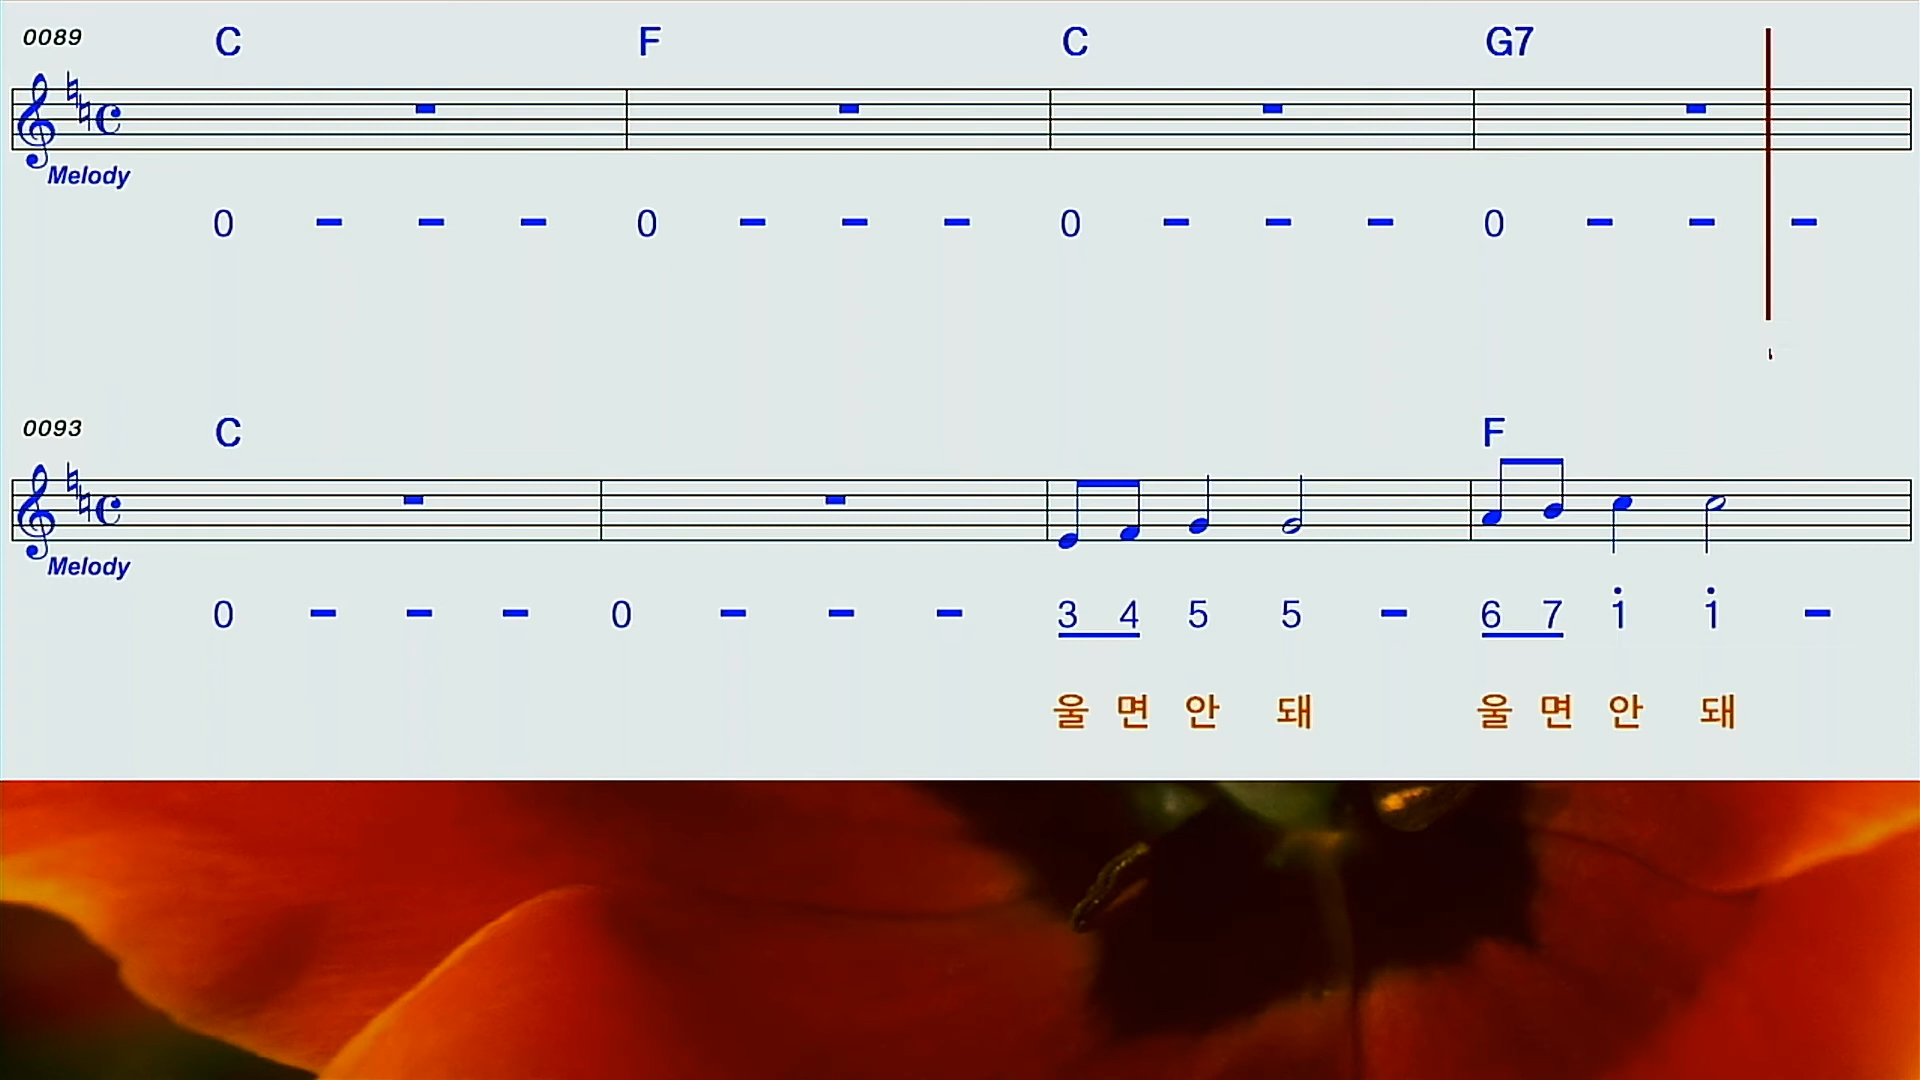 0089 C F C G7
Melody
0 - - - 0 - - - 0 - - - 0 - - -
0093 C F
Melody
0 - - - 0 - - - 3 4 5 5 - 6 7 1 1 -
울 면 안 돼 울 면 안 돼